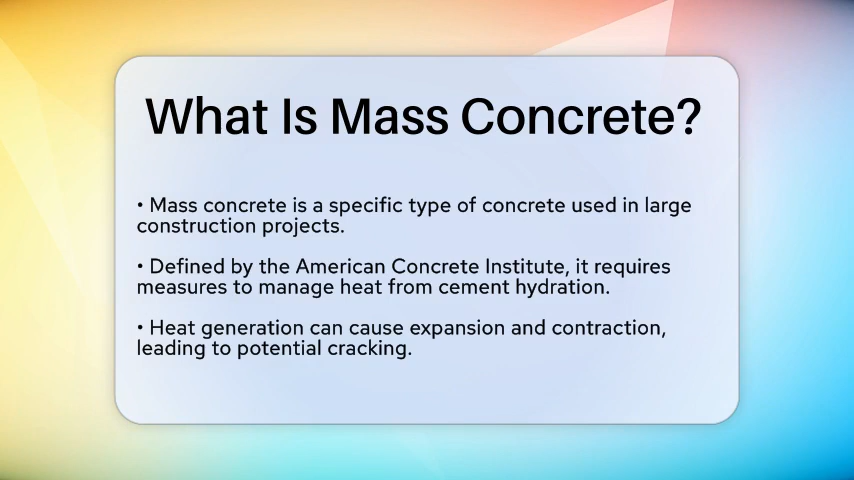 What Is Mass Concrete?
• Mass concrete is a specific type of concrete used in large
construction projects.
• Defined by the American Concrete Institute, it requires
measures to manage heat from cement hydration.
• Heat generation can cause expansion and contraction,
leading to potential cracking.